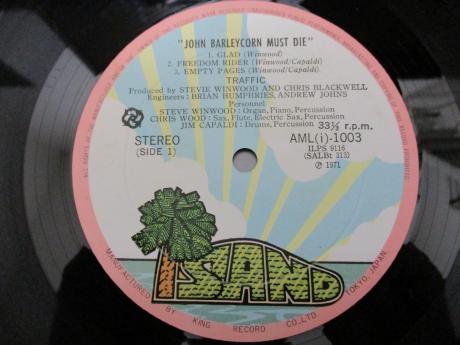 "JOHN BARLEYCORN MUST DIE"
1. GLAD (Winwood)
2. FREEDOM RIDER (Winwood/Capaldi)
3. EMPTY PAGES (Winwood/Capaldi)
TRAFFIC
Produced by STEVIE WINWOOD AND CHRIS BLACKWELL
Engineers: BRIAN HUMPHRIES, ANDREW JOHNS
Personnel
STEVE WINWOOD: Organ, Piano, Percussion
CHRIS WOOD: Sax, Flute, Electric Sax, Percussion
JIM CAPALDI: Drums, Percussion
33⅓ r.p.m.
STEREO
(SIDE 1)
AML(i)-1003
ILPS 9116
(SALBt 313)
Ⓟ 1971
ISLAND
MANUFACTURED BY KING RECORD CO., LTD. TOKYO, JAPAN.